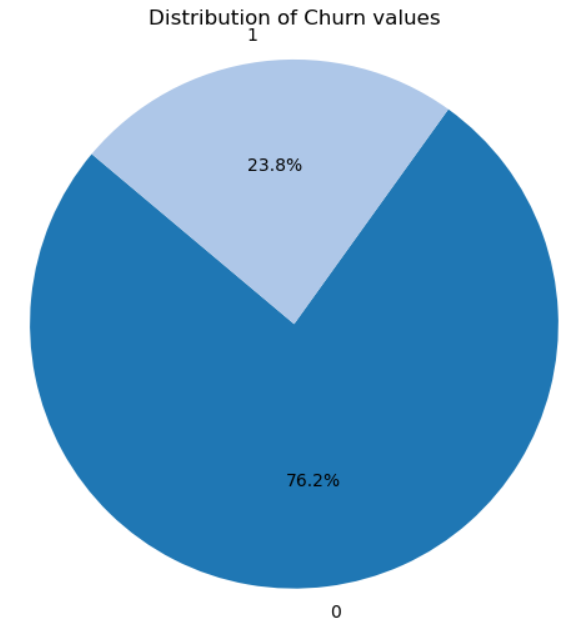 Distribution of Churn values
1
23.8%
76.2%
0